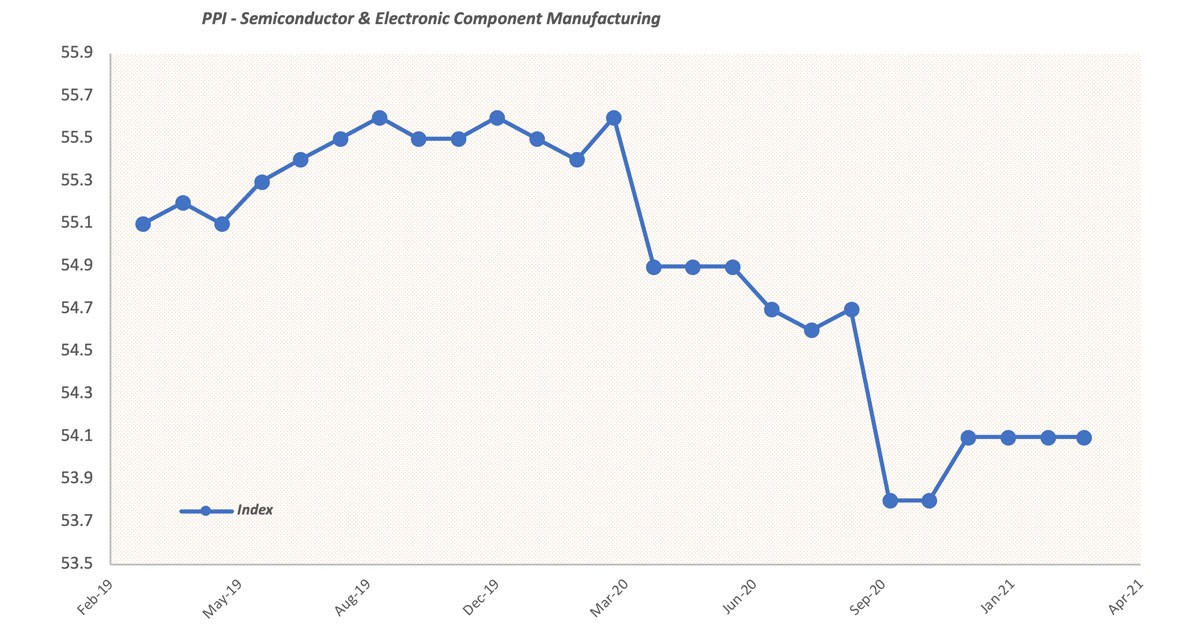 PPI - Semiconductor & Electronic Component Manufacturing
55.9
55.7
55.5
55.3
55.1
54.9
54.7
54.5
54.3
54.1
53.9
53.7
53.5
Index
Feb-19
May-19
Aug-19
Dec-19
Mar-20
Jun-20
Sep-20
Jan-21
Apr-21